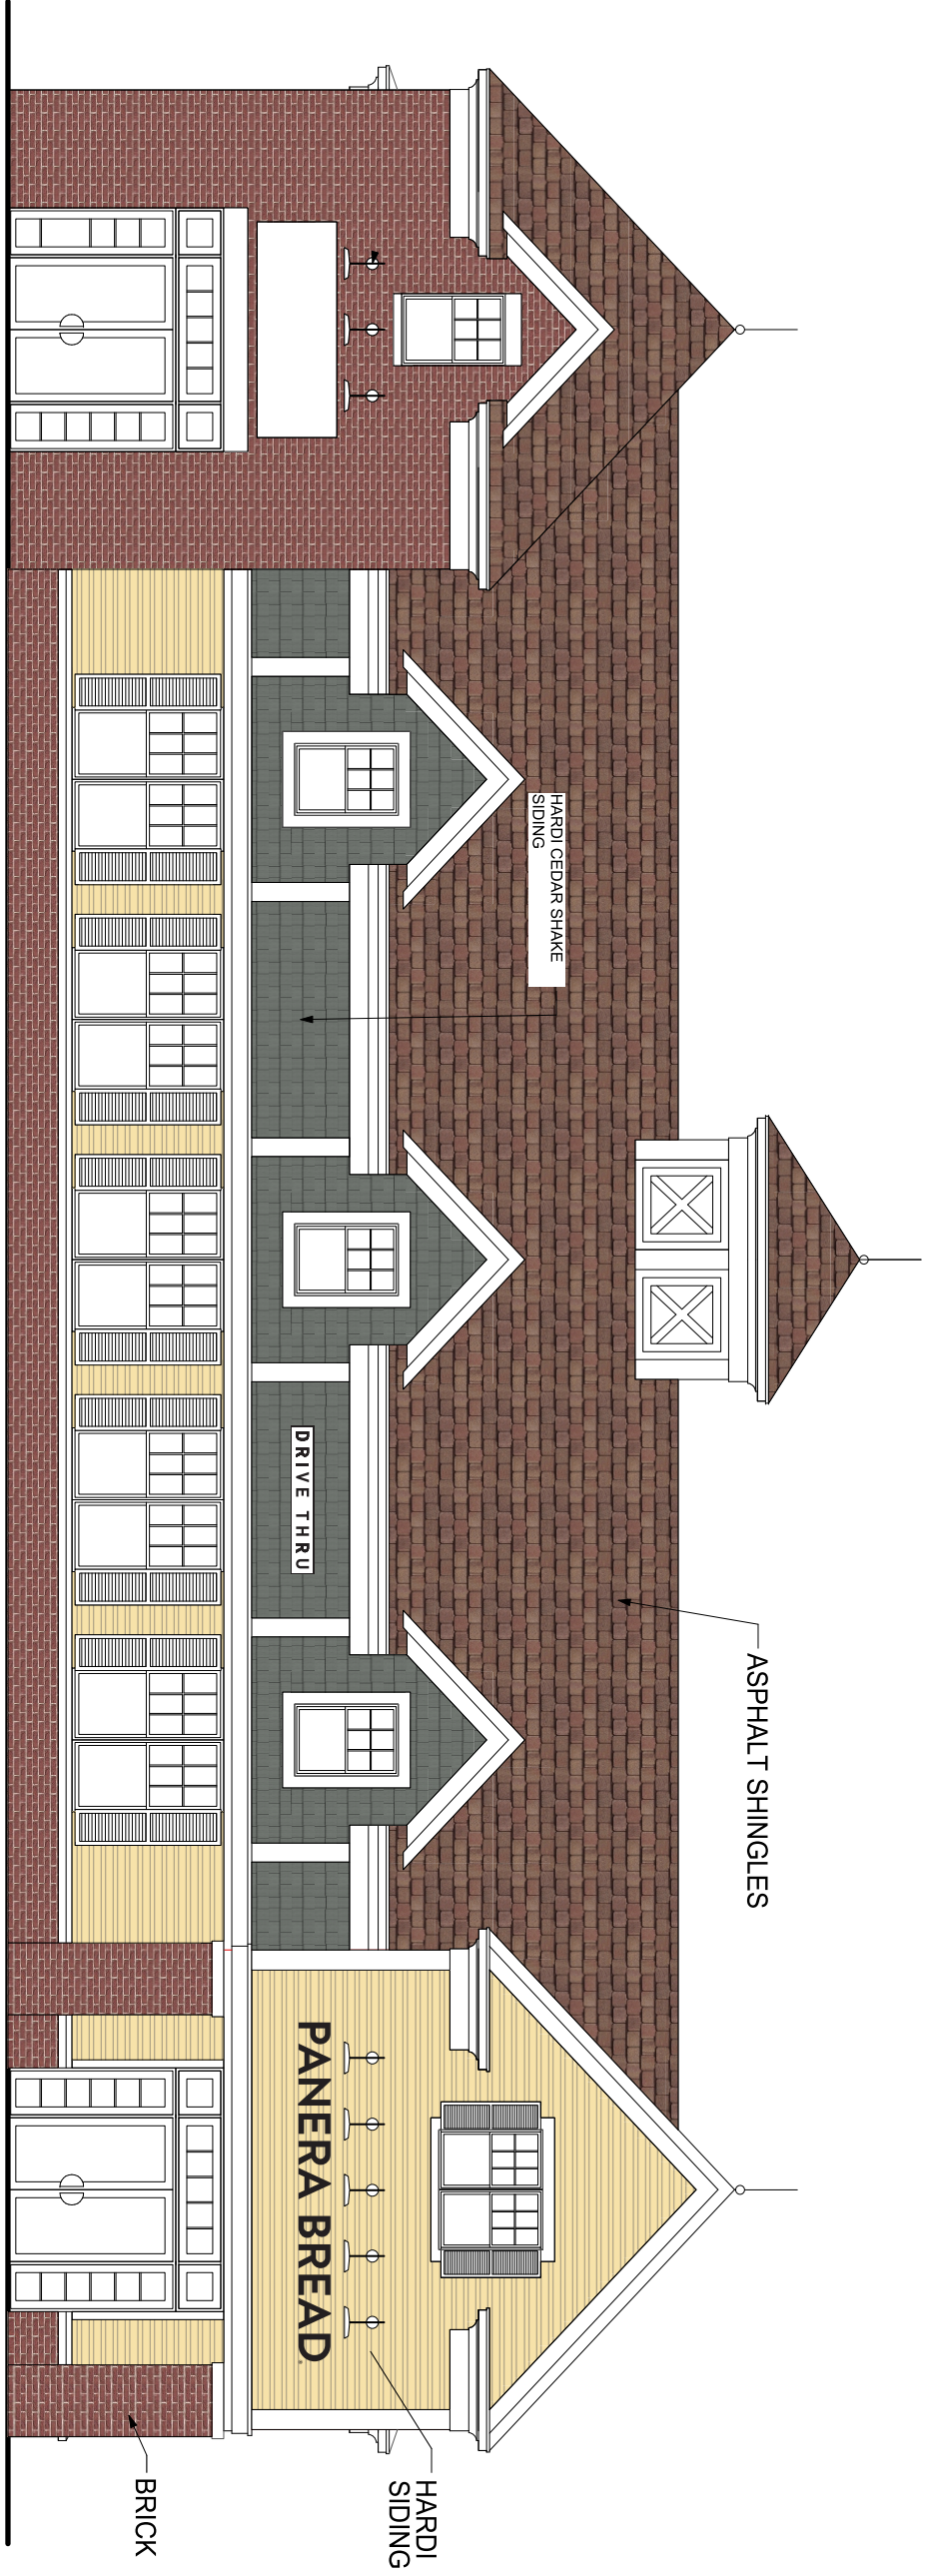 HARDI CEDAR SHAKE
SIDING
ASPHALT SHINGLES
DRIVE THRU
PANERA BREAD
HARDI
SIDING
BRICK